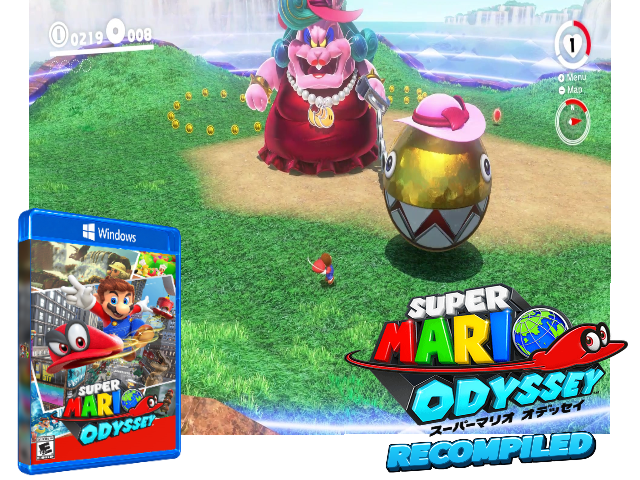 0219 008
1
+ Menu
- Map
N
Windows
SUPER
MARIO
ODYSSEY
E
SUPER
MARIO
ODYSSEY
スーパーマリオ オデッセイ
RECOMPILED